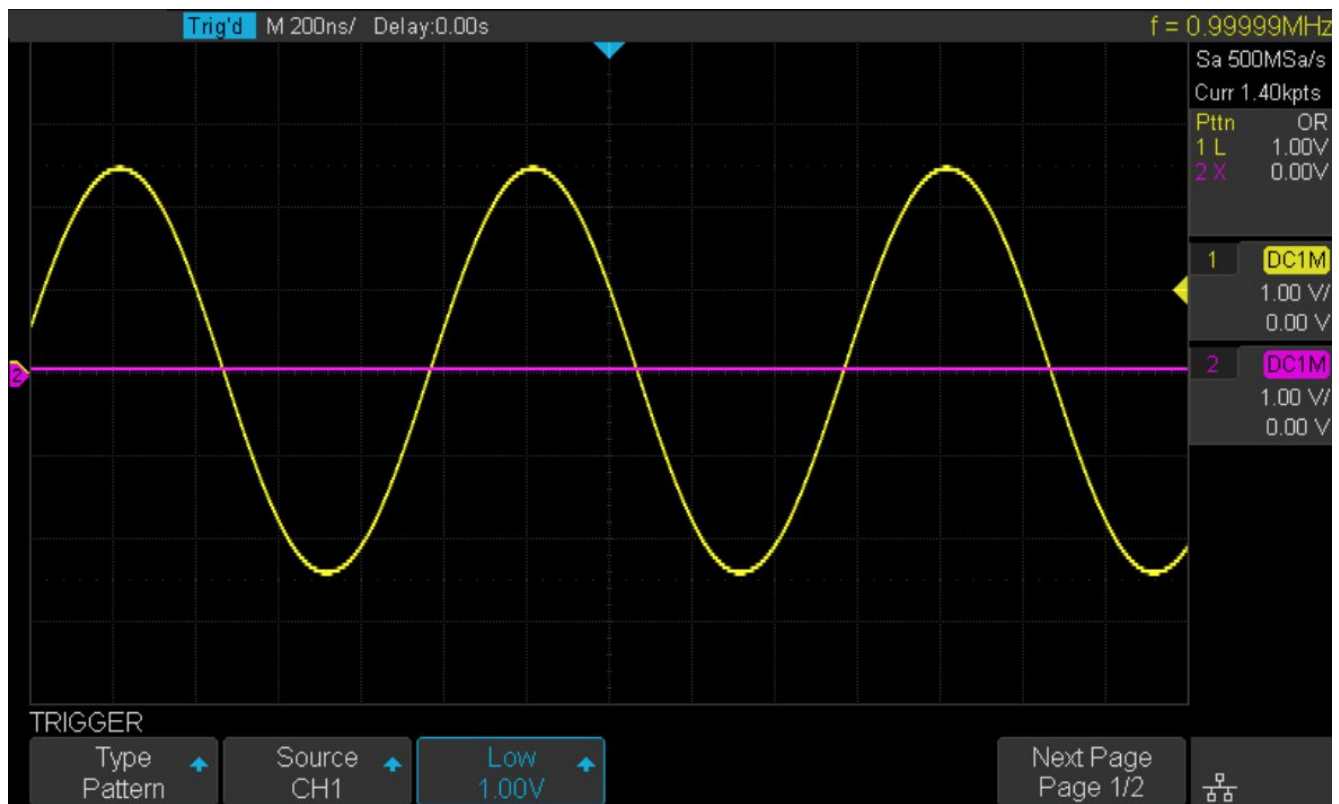 Trig'd M 200ns/ Delay:0.00s f = 0.99999MHz
Sa 500MSa/s
Curr 1.40kpts
Pttn OR
1 L 1.00V
2 X 0.00V
1 DC1M
1.00 V/
0.00 V
2 DC1M
1.00 V/
0.00 V
2
TRIGGER
Type Source Low Next Page
Pattern CH1 1.00V Page 1/2